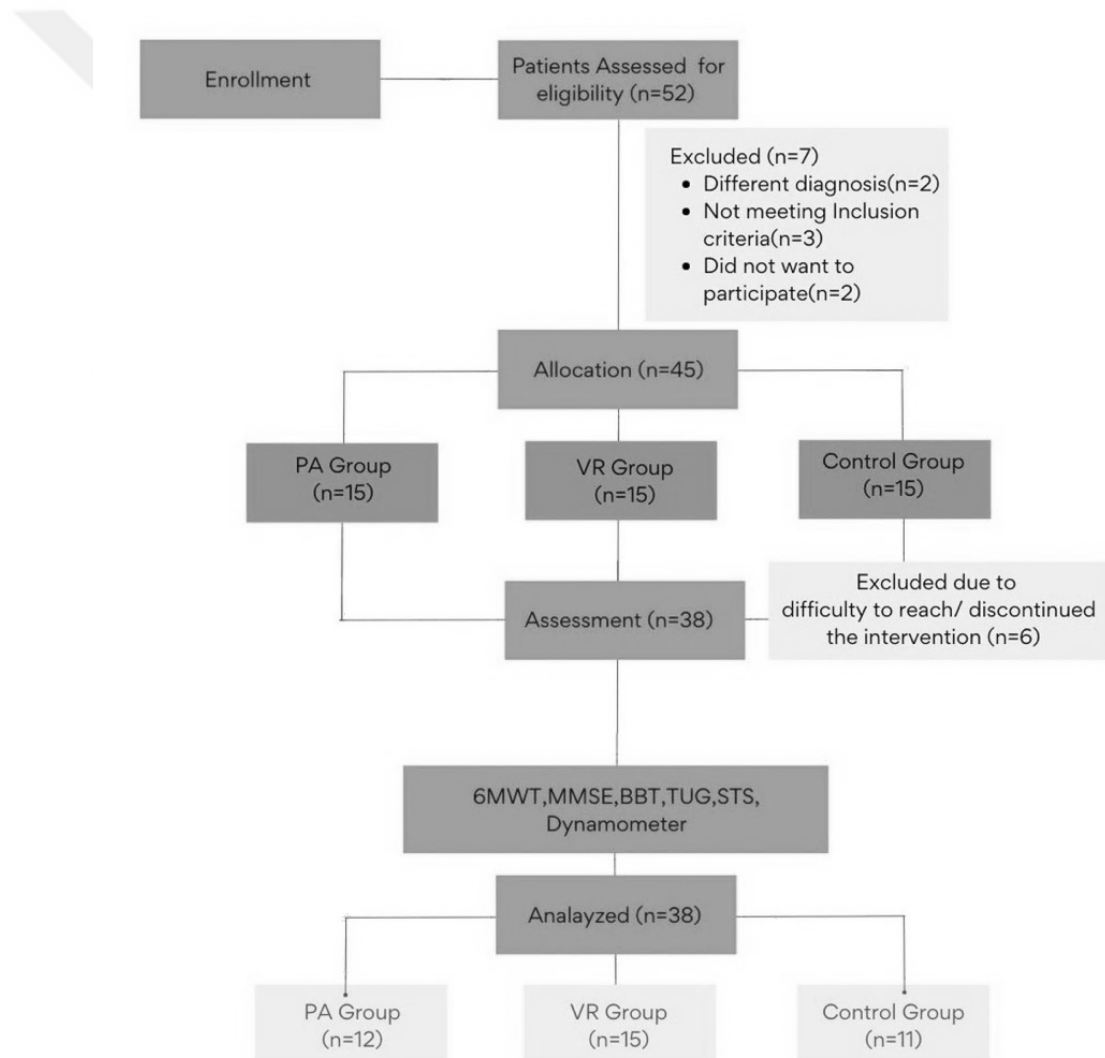 Enrollment
Patients Assessed for
eligibility (n=52)
Excluded (n=7)
• Different diagnosis(n=2)
• Not meeting Inclusion
criteria(n=3)
• Did not want to
participate(n=2)
Allocation (n=45)
PA Group
(n=15)
VR Group
(n=15)
Control Group
(n=15)
Assessment (n=38)
Excluded due to
difficulty to reach/ discontinued
the intervention (n=6)
6MWT,MMSE,BBT,TUG,STS,
Dynamometer
Analayzed (n=38)
PA Group
(n=12)
VR Group
(n=15)
Control Group
(n=11)